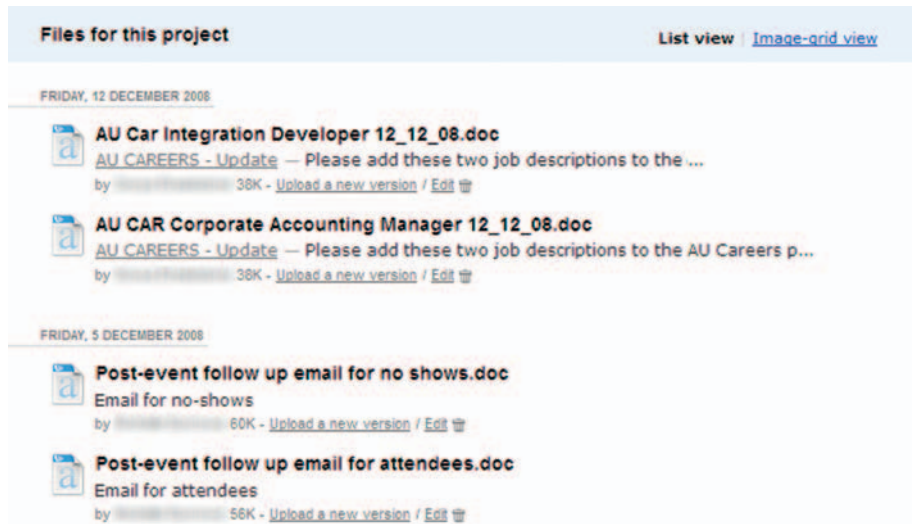 Files for this project
List view | Image-grid view
FRIDAY, 12 DECEMBER 2008
AU Car Integration Developer 12_12_08.doc
AU CAREERS - Update — Please add these two job descriptions to the ...
by 38K - Upload a new version / Edit
AU CAR Corporate Accounting Manager 12_12_08.doc
AU CAREERS - Update — Please add these two job descriptions to the AU Careers p...
by 38K - Upload a new version / Edit
FRIDAY, 5 DECEMBER 2008
Post-event follow up email for no shows.doc
Email for no-shows
by 60K - Upload a new version / Edit
Post-event follow up email for attendees.doc
Email for attendees
by 56K - Upload a new version / Edit